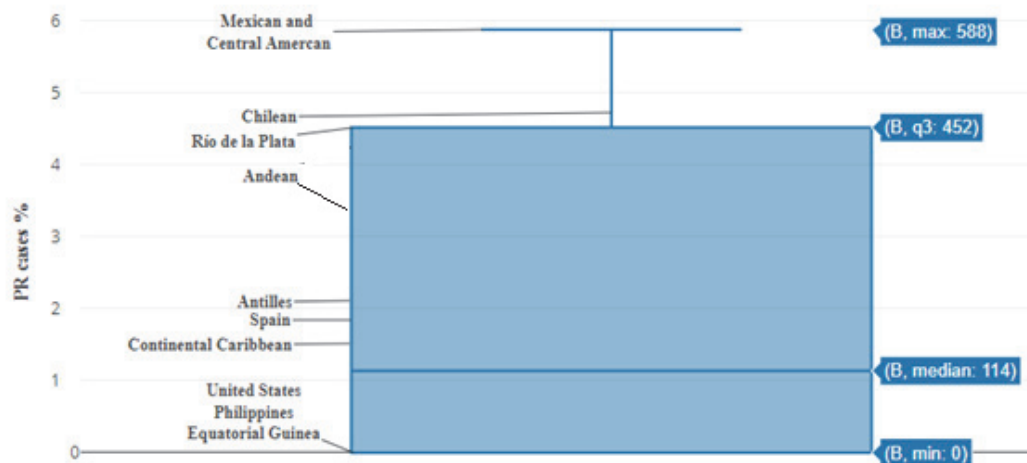 6
Mexican and
Central Amercan
(B, max: 588)
5
Chilean
Río de la Plata
(B, q3: 452)
4
Andean
PR cases %
3
Antilles
2
Spain
Continental Caribbean
(B, median: 114)
1
United States
Philippines
Equatorial Guinea
0
(B, min: 0)